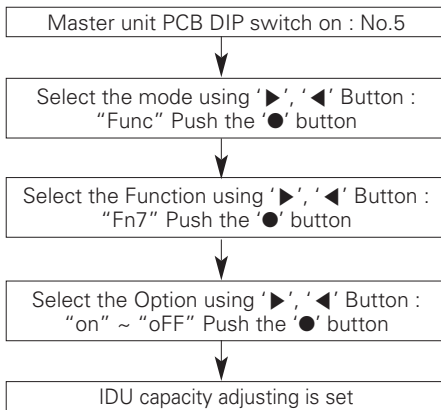 Master unit PCB DIP switch on : No.5
Select the mode using ‘▶’, ‘◀’ Button :
“Func” Push the ‘●’ button
Select the Function using ‘▶’, ‘◀’ Button :
“Fn7” Push the ‘●’ button
Select the Option using ‘▶’, ‘◀’ Button :
“on” ~ “oFF” Push the ‘●’ button
IDU capacity adjusting is set